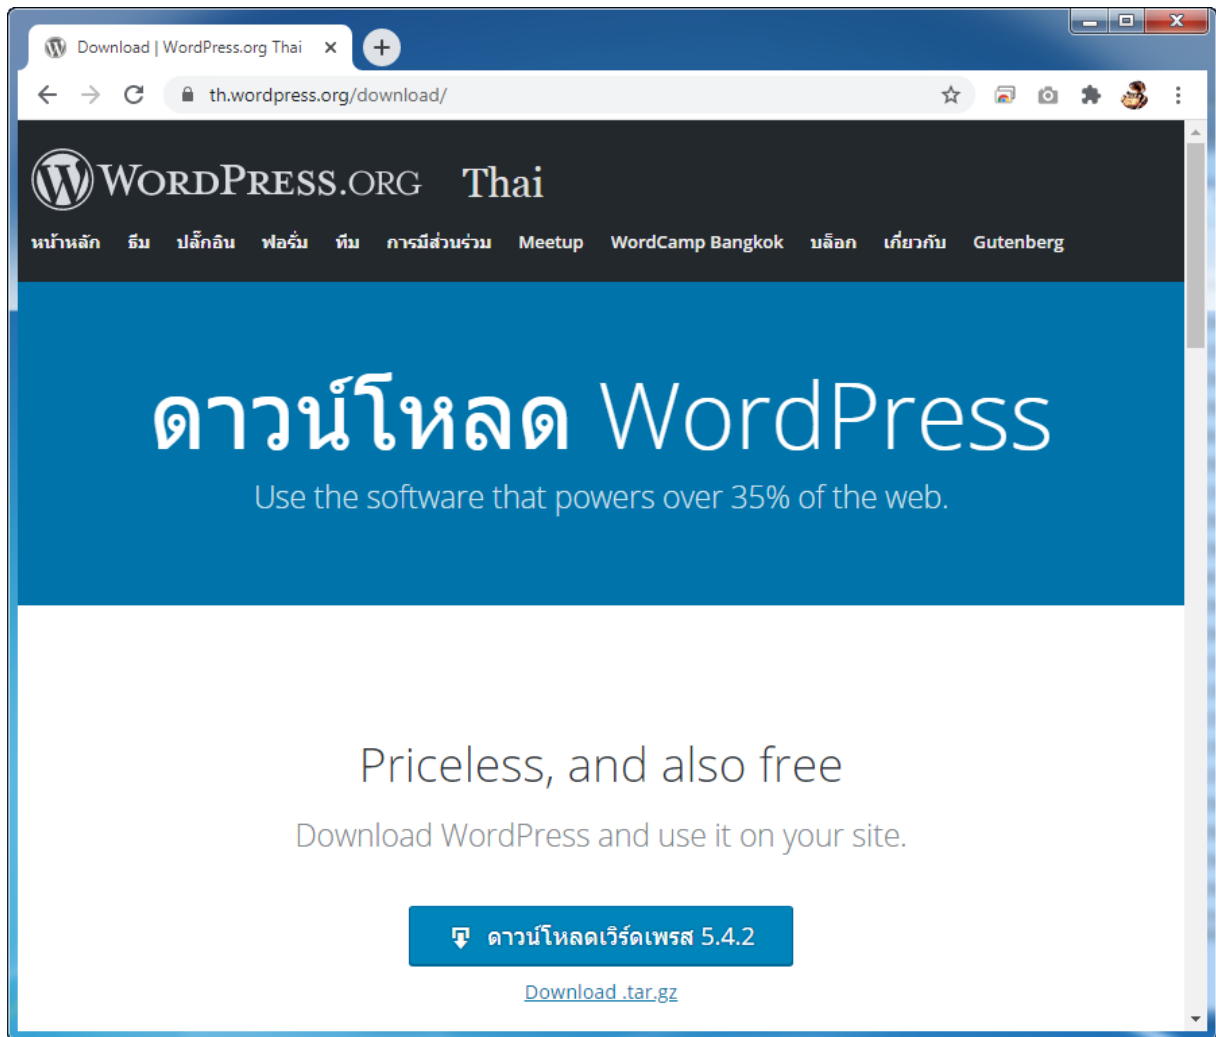 Download | WordPress.org Thai
th.wordpress.org/download/
WORDPRESS.ORG Thai
หน้าหลัก ธีม ปลั๊กอิน ฟอรั่ม ทีม การมีส่วนร่วม Meetup WordCamp Bangkok บล็อก เกี่ยวกับ Gutenberg
ดาวน์โหลด WordPress
Use the software that powers over 35% of the web.
Priceless, and also free
Download WordPress and use it on your site.
ดาวน์โหลดเวิร์ดเพรส 5.4.2
Download .tar.gz